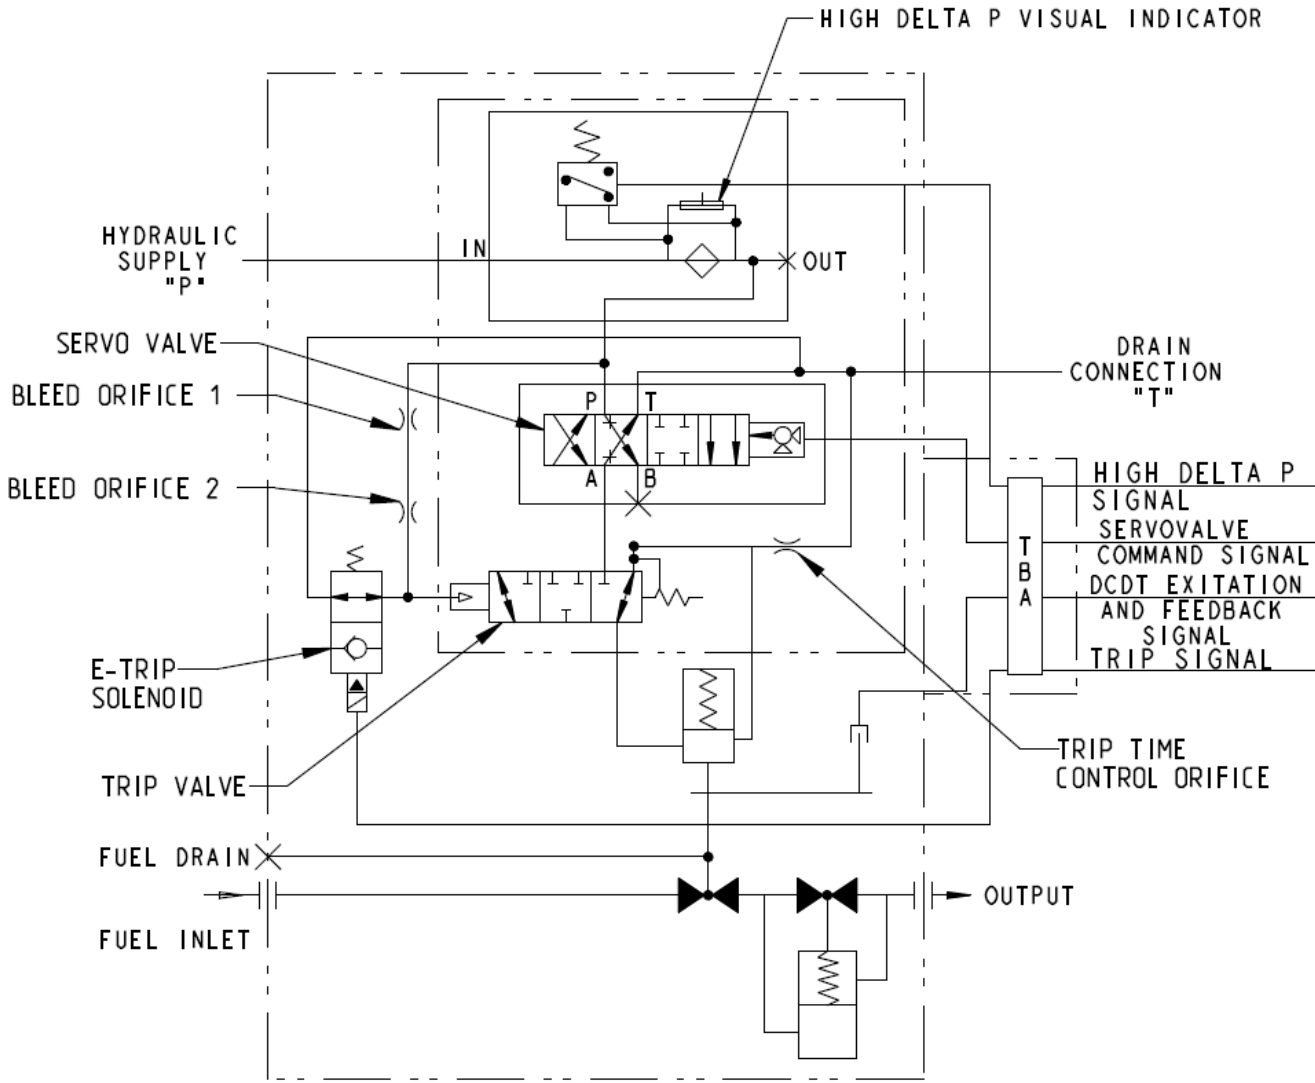 HIGH DELTA P VISUAL INDICATOR
HYDRAULIC
SUPPLY
"P"
IN
OUT
SERVO VALVE
DRAIN
CONNECTION
"T"
BLEED ORIFICE 1
P T
A B
BLEED ORIFICE 2
HIGH DELTA P
SIGNAL
SERVOVALVE
COMMAND SIGNAL
TBA
DCDT EXITATION
AND FEEDBACK
SIGNAL
TRIP SIGNAL
E-TRIP
SOLENOID
TRIP VALVE
TRIP TIME
CONTROL ORIFICE
FUEL DRAIN
OUTPUT
FUEL INLET